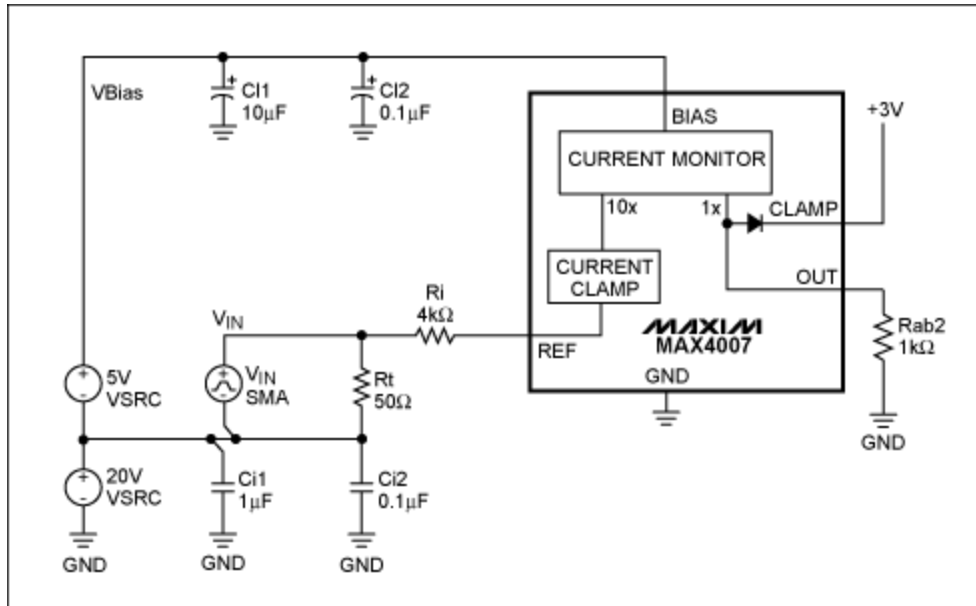 VBias
Cl1
10µF
Cl2
0.1µF
BIAS
+3V
CURRENT MONITOR
10x
1x
CLAMP
CURRENT
CLAMP
OUT
Ri
4kΩ
VIN
REF
MAXIM
MAX4007
Rab2
1kΩ
5V
VSRC
VIN
SMA
Rt
50Ω
GND
GND
20V
VSRC
Ci1
1µF
Ci2
0.1µF
GND
GND
GND